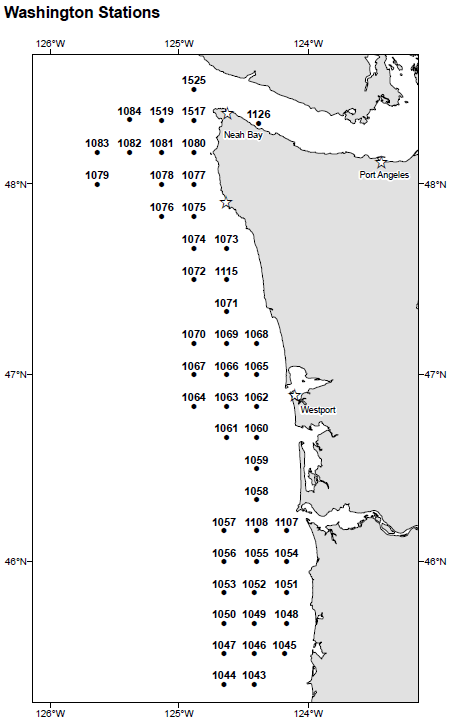 Washington Stations
126°W 125°W 124°W
1525
1084 1519 1517
1126
Neah Bay
1083 1082 1081 1080
Port Angeles
48°N 1079 1078 1077 48°N
1076 1075
1074 1073
1072 1115
1071
1070 1069 1068
47°N 1067 1066 1065 47°N
1064 1063 1062
Westport
1061 1060
1059
1058
1057 1108 1107
46°N 1056 1055 1054 46°N
1053 1052 1051
1050 1049 1048
1047 1046 1045
1044 1043
126°W 125°W 124°W